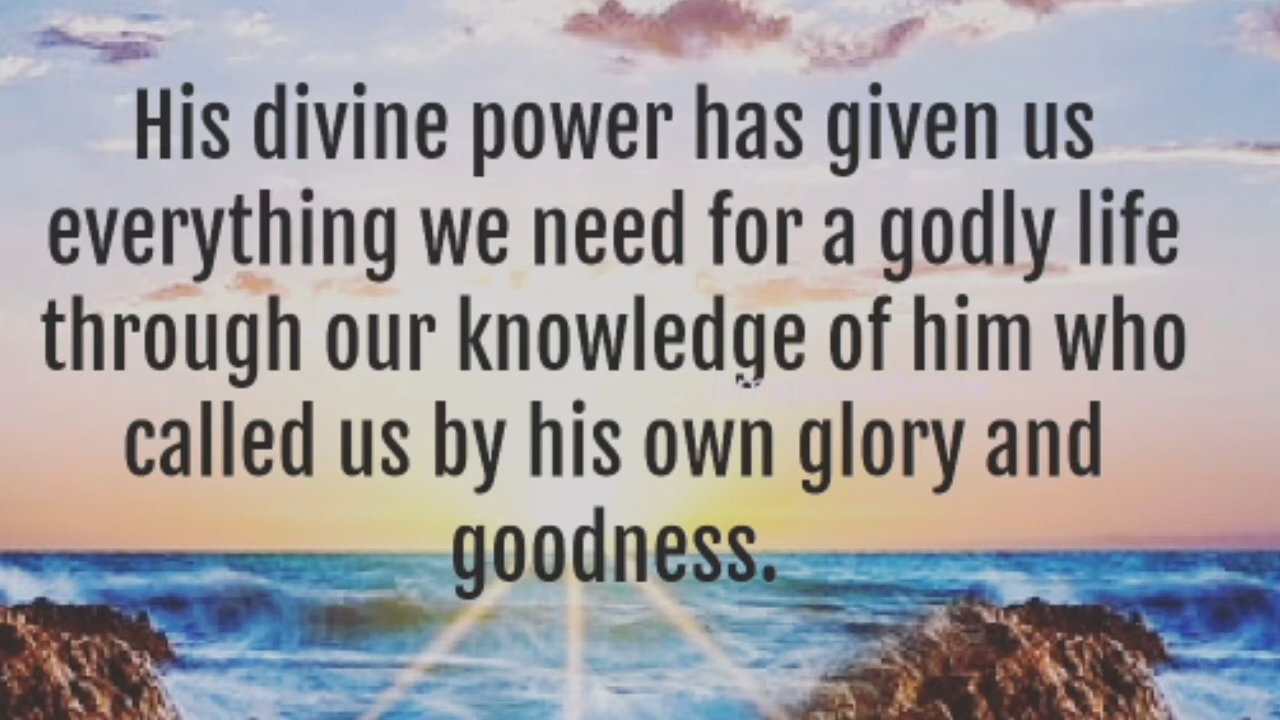 His divine power has given us
everything we need for a godly life
through our knowledge of him who
called us by his own glory and
goodness.